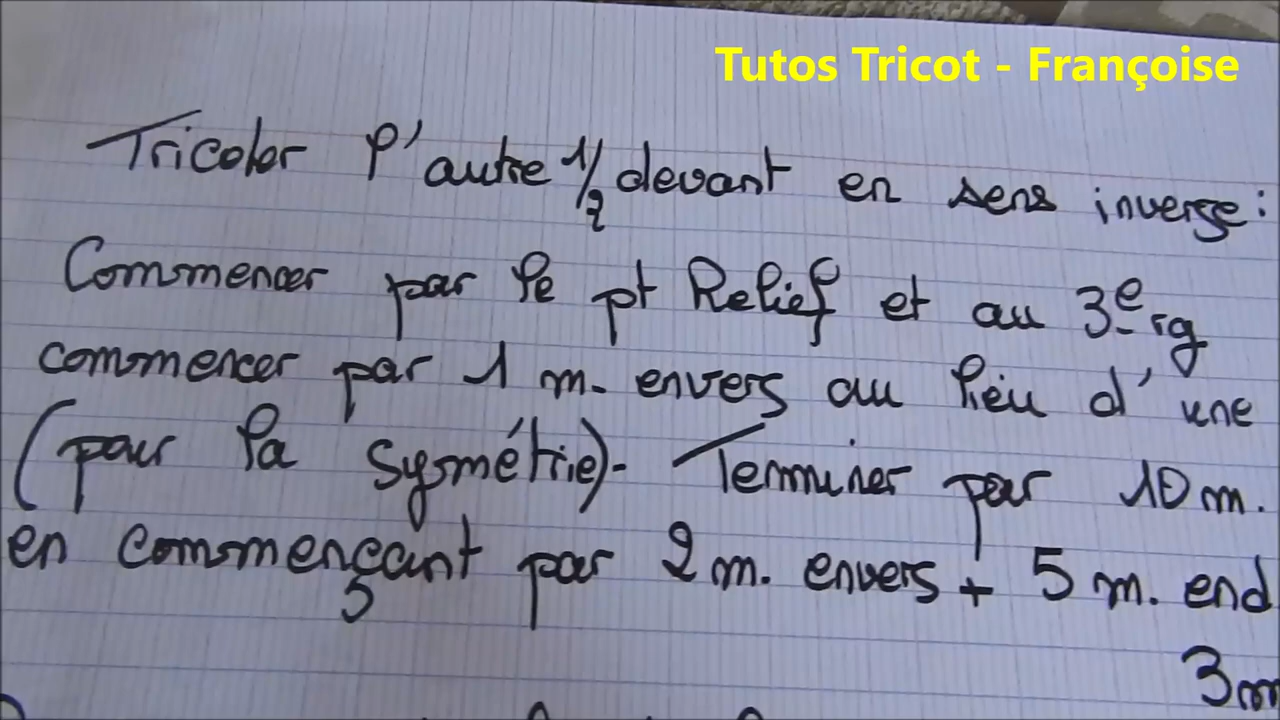 Tutos Tricot - Françoise
Tricoter l'autre 1/2 devant en sens inverse :
Commencer par le pt Relief et au 3e rg
commencer par 1 m. envers au lieu d'une
(pour la symétrie)- Terminer par 10 m.
en commençant par 2 m. envers + 5 m. end
3m